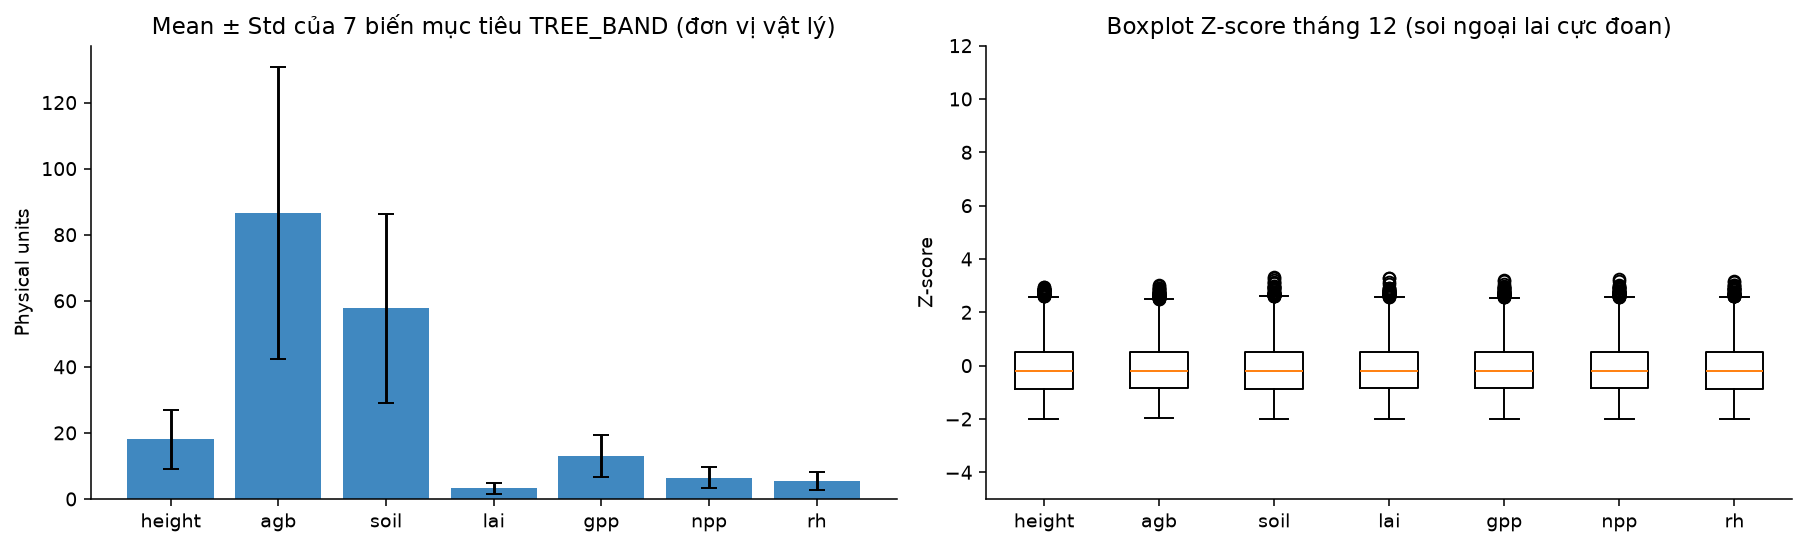 Mean ± Std của 7 biến mục tiêu TREE_BAND (đơn vị vật lý)
Physical units
120
100
80
60
40
20
0
height agb soil lai gpp npp rh
Boxplot Z-score tháng 12 (soi ngoại lai cực đoan)
Z-score
12
10
8
6
4
2
0
−2
−4
height agb soil lai gpp npp rh